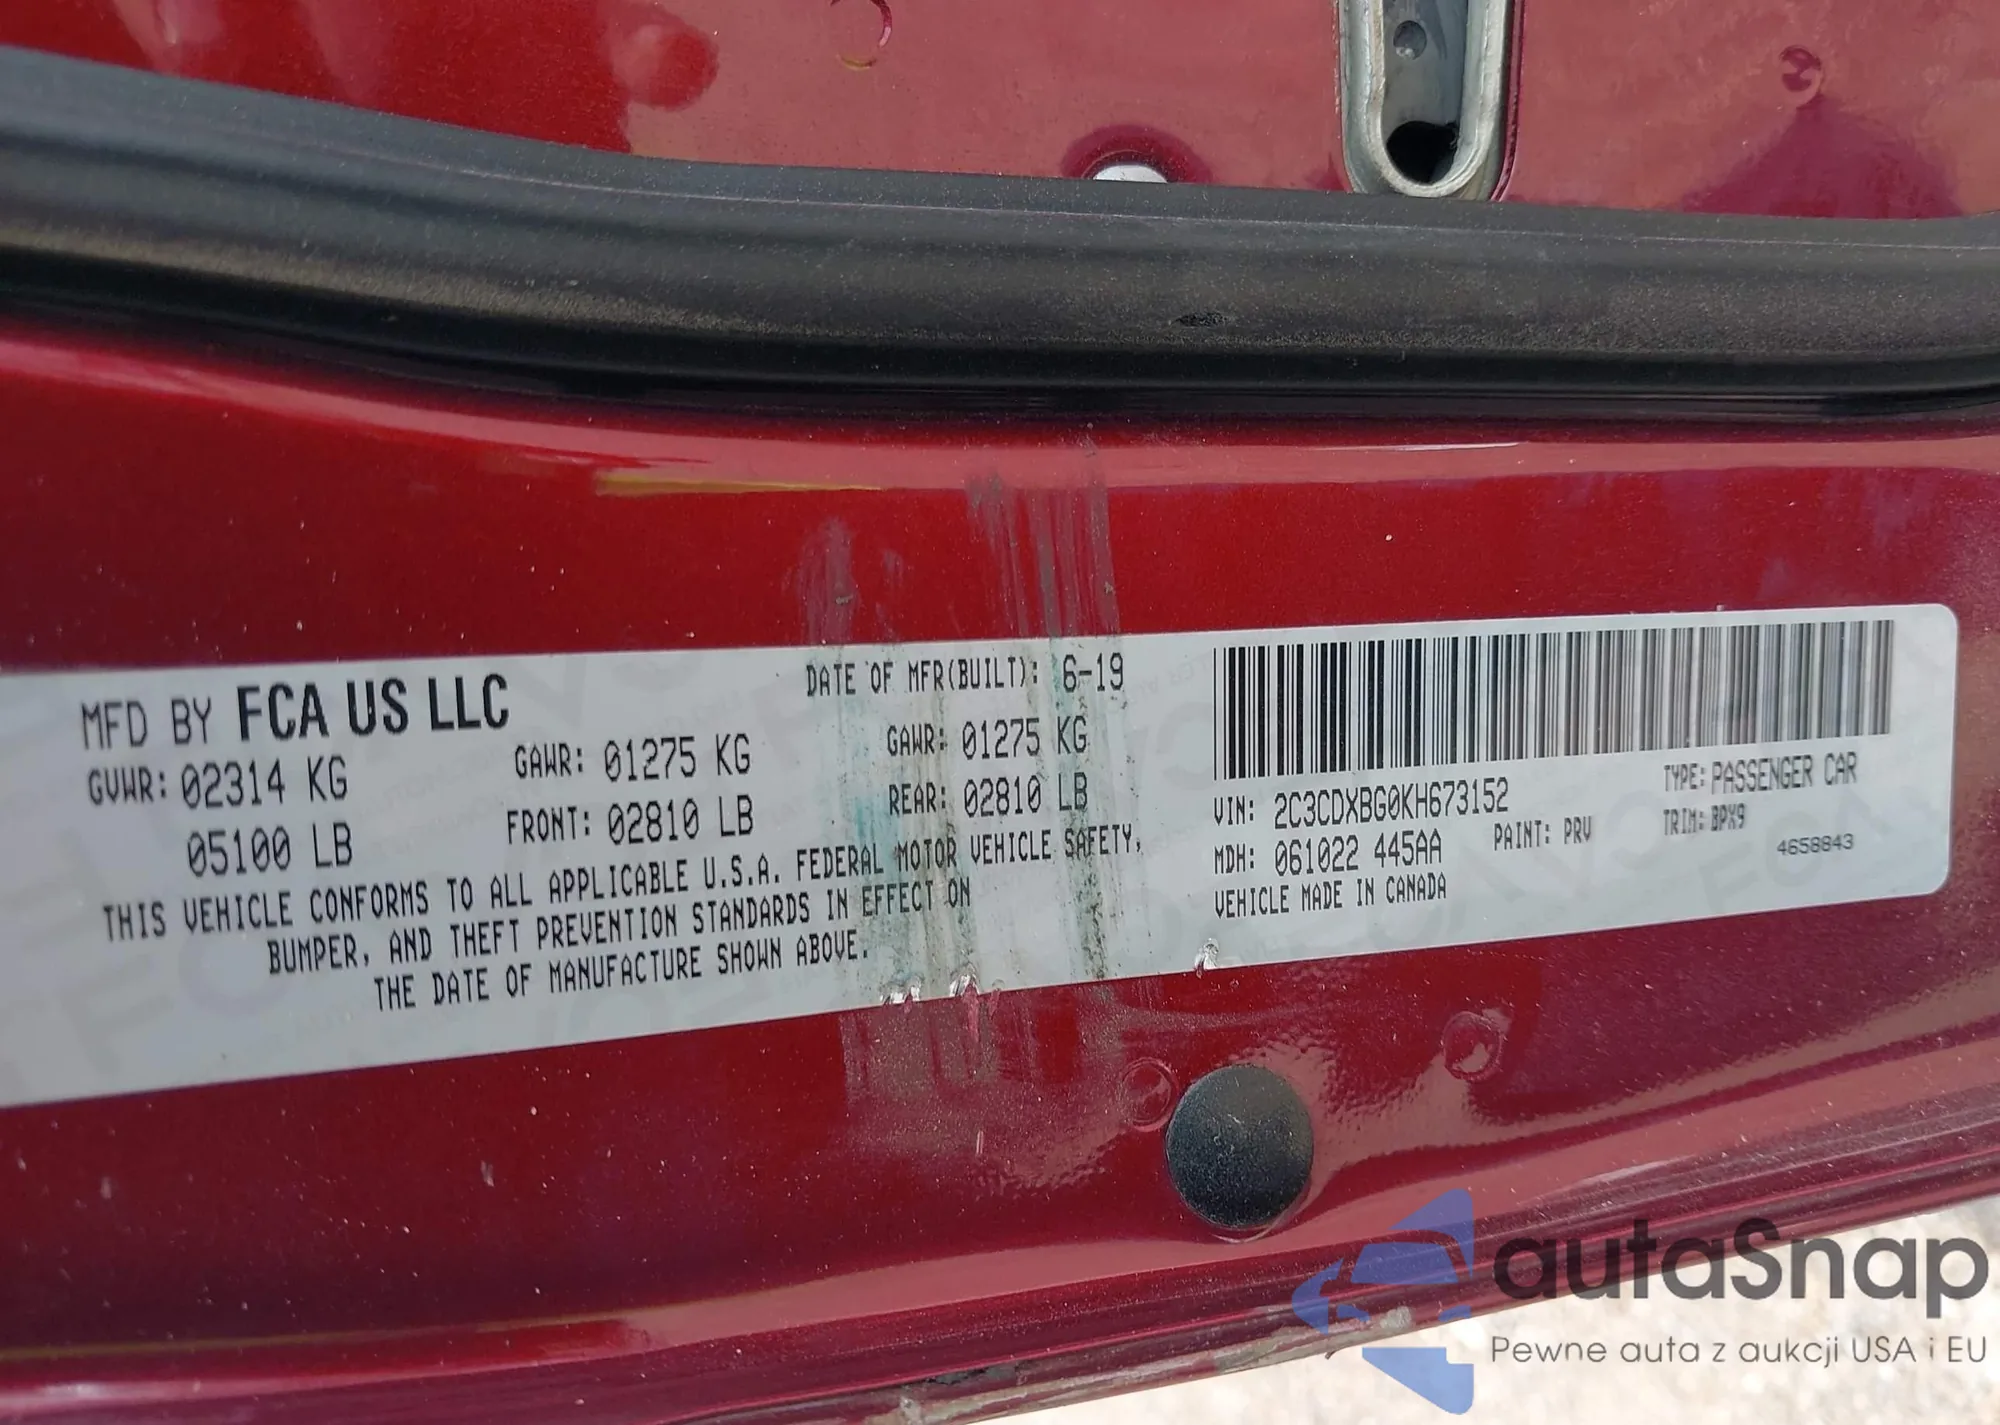 MFD BY FCA US LLC
DATE OF MFR(BUILT): 6-19
GVWR: 02314 KG
05100 LB
GAWR: 01275 KG
FRONT: 02810 LB
GAWR: 01275 KG
REAR: 02810 LB
THIS VEHICLE CONFORMS TO ALL APPLICABLE U.S.A. FEDERAL MOTOR VEHICLE SAFETY,
BUMPER, AND THEFT PREVENTION STANDARDS IN EFFECT ON
THE DATE OF MANUFACTURE SHOWN ABOVE.
VIN: 2C3CDXBG0KH673152
TYPE: PASSENGER CAR
MDH: 061022 445AA
PAINT: PRV
TRIM: BPX9
VEHICLE MADE IN CANADA
4658843
autaSnap
Pewne auta z aukcji USA i EU